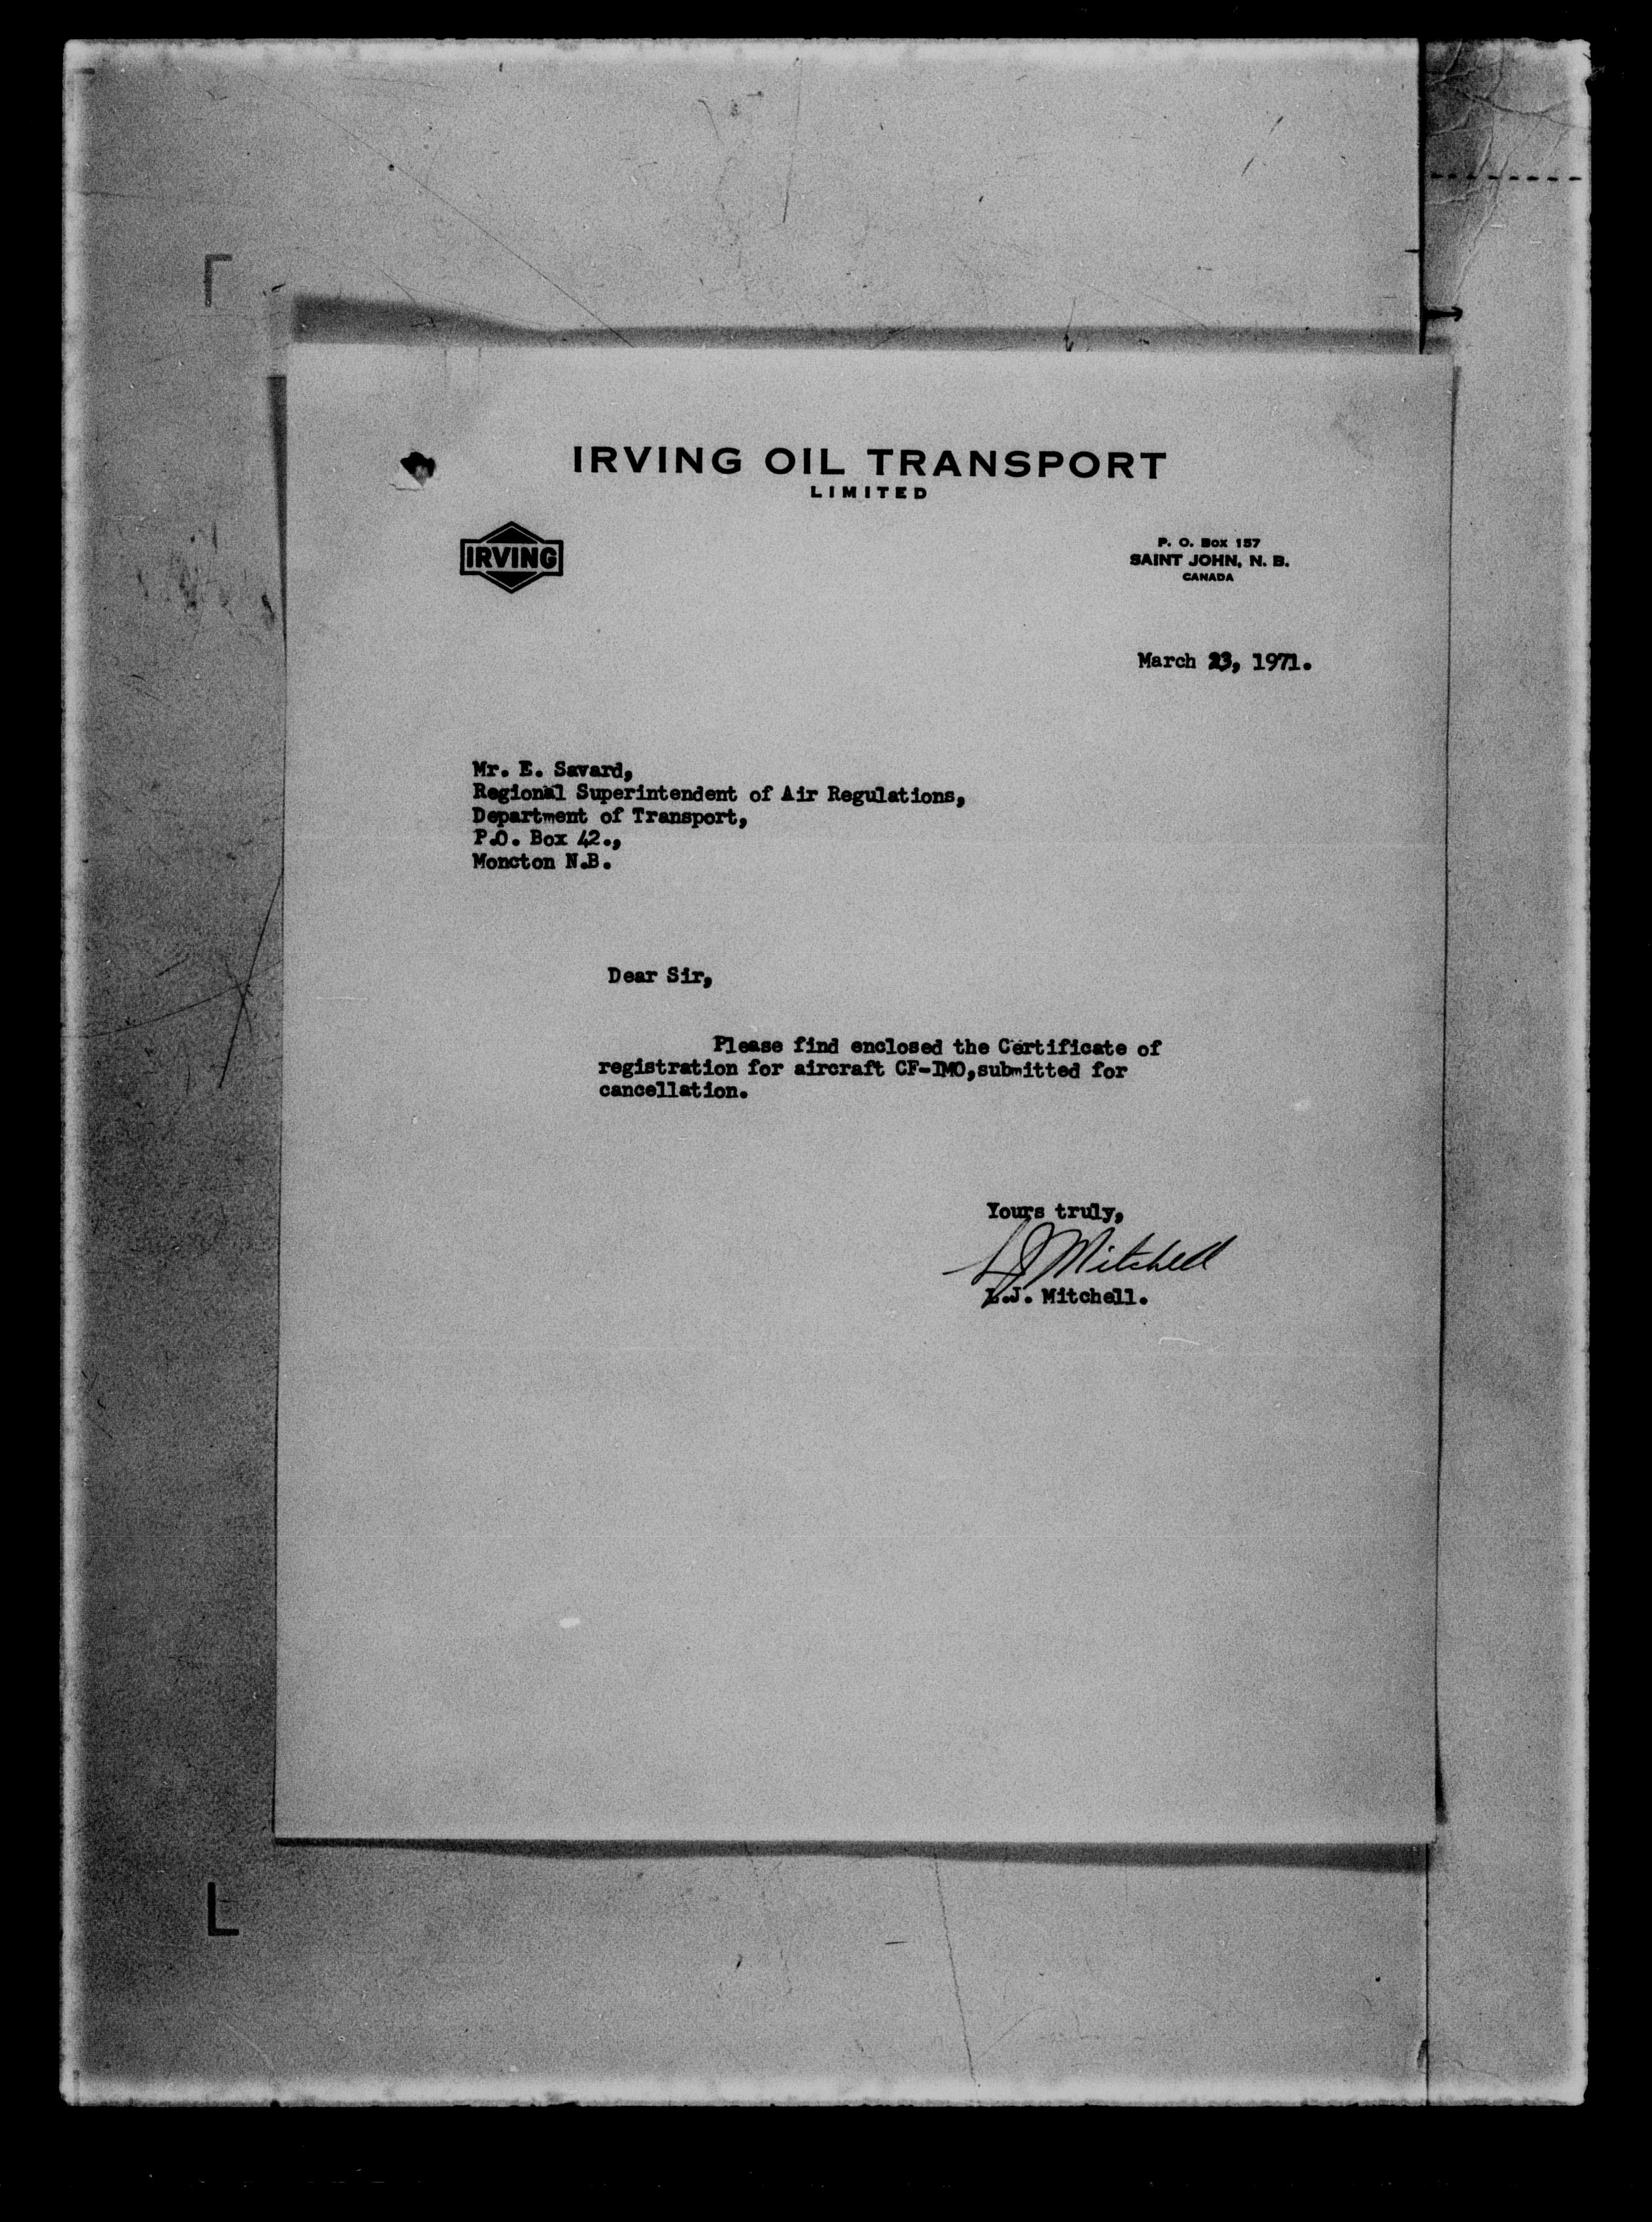 IRVING OIL TRANSPORT
LIMITED
IRVING
P. O. Box 157
SAINT JOHN, N. B.
CANADA
March 23, 1971.
Mr. E. Savard,
Regional Superintendent of Air Regulations,
Department of Transport,
P.O. Box 42.,
Moncton N.B.
Dear Sir,
Please find enclosed the Certificate of
registration for aircraft CF-IMO,submitted for
cancellation.
Yours truly,
LJ Mitchell
L.J. Mitchell.